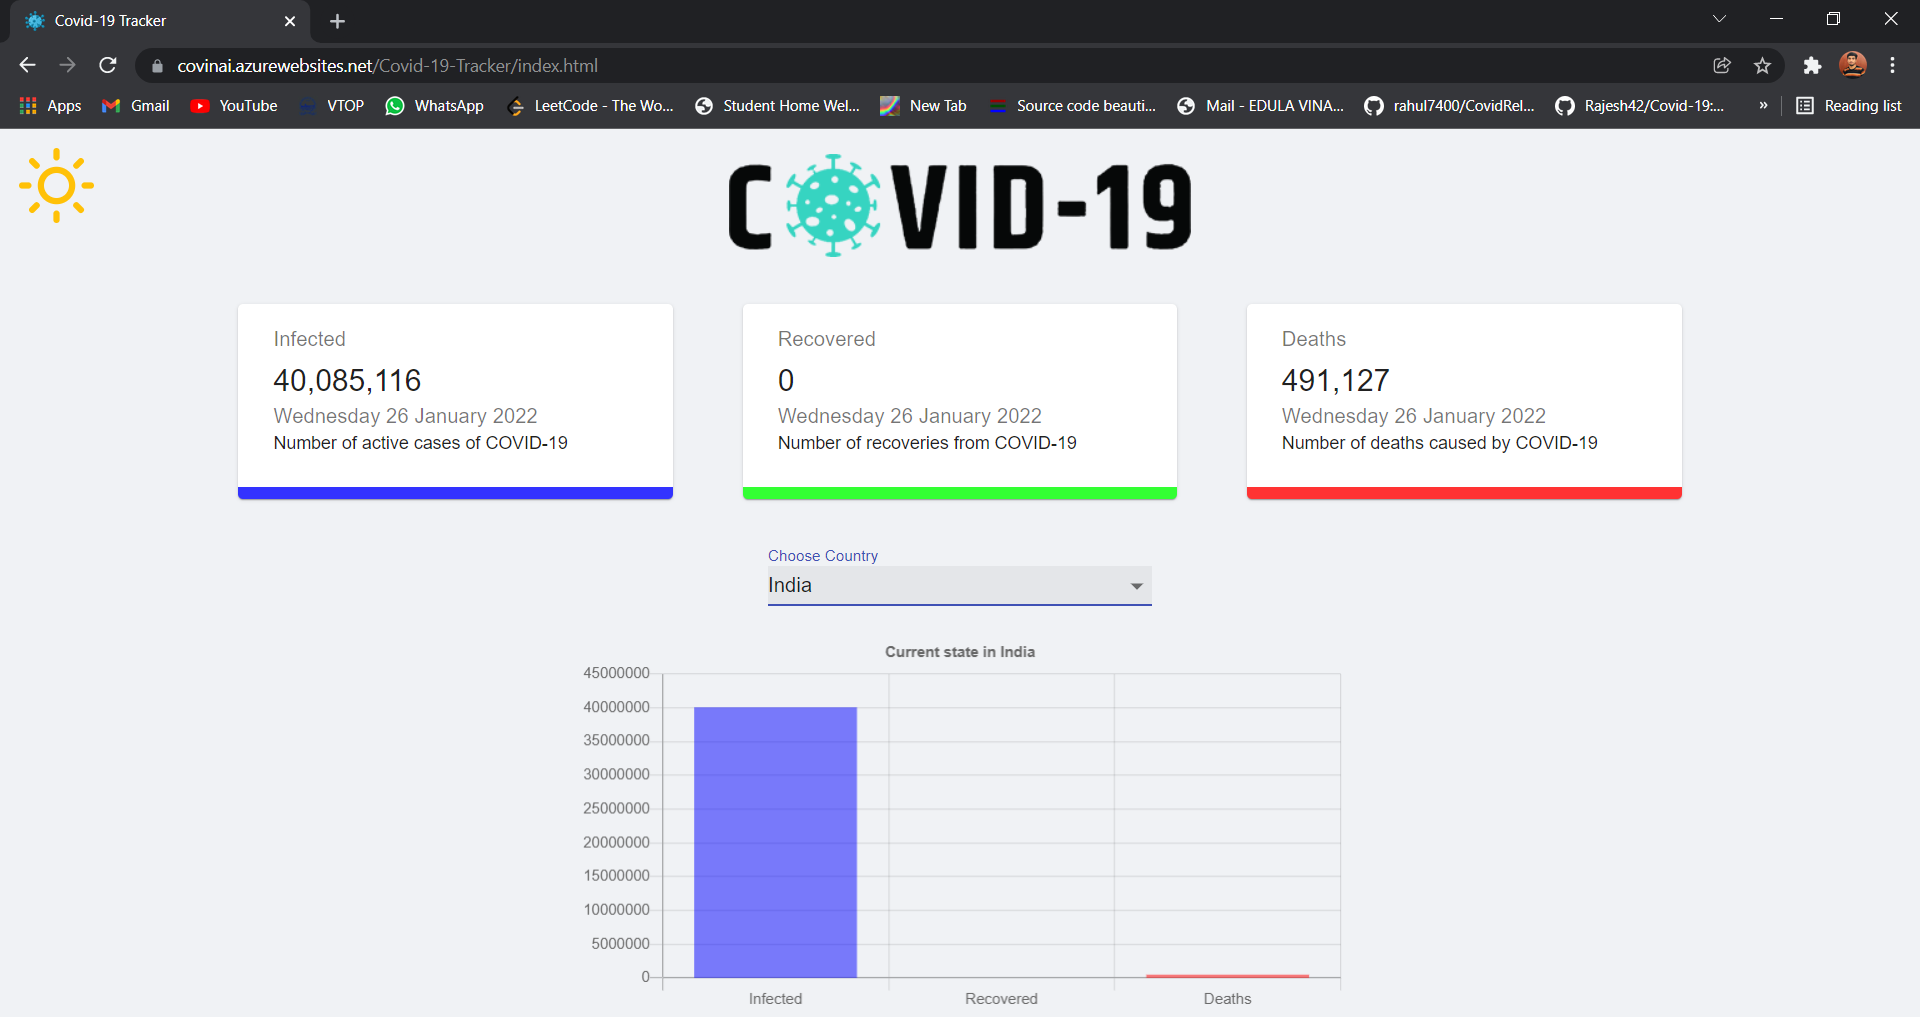 Covid-19 Tracker
covinai.azurewebsites.net/Covid-19-Tracker/index.html
Apps Gmail YouTube VTOP WhatsApp LeetCode - The Wo... Student Home Wel... New Tab Source code beauti... Mail - EDULA VINA... rahul7400/CovidRel... Rajesh42/Covid-19:... » Reading list
COVID-19
Infected
40,085,116
Wednesday 26 January 2022
Number of active cases of COVID-19
Recovered
0
Wednesday 26 January 2022
Number of recoveries from COVID-19
Deaths
491,127
Wednesday 26 January 2022
Number of deaths caused by COVID-19
Choose Country
India
Current state in India
45000000
40000000
35000000
30000000
25000000
20000000
15000000
10000000
5000000
0
Infected Recovered Deaths